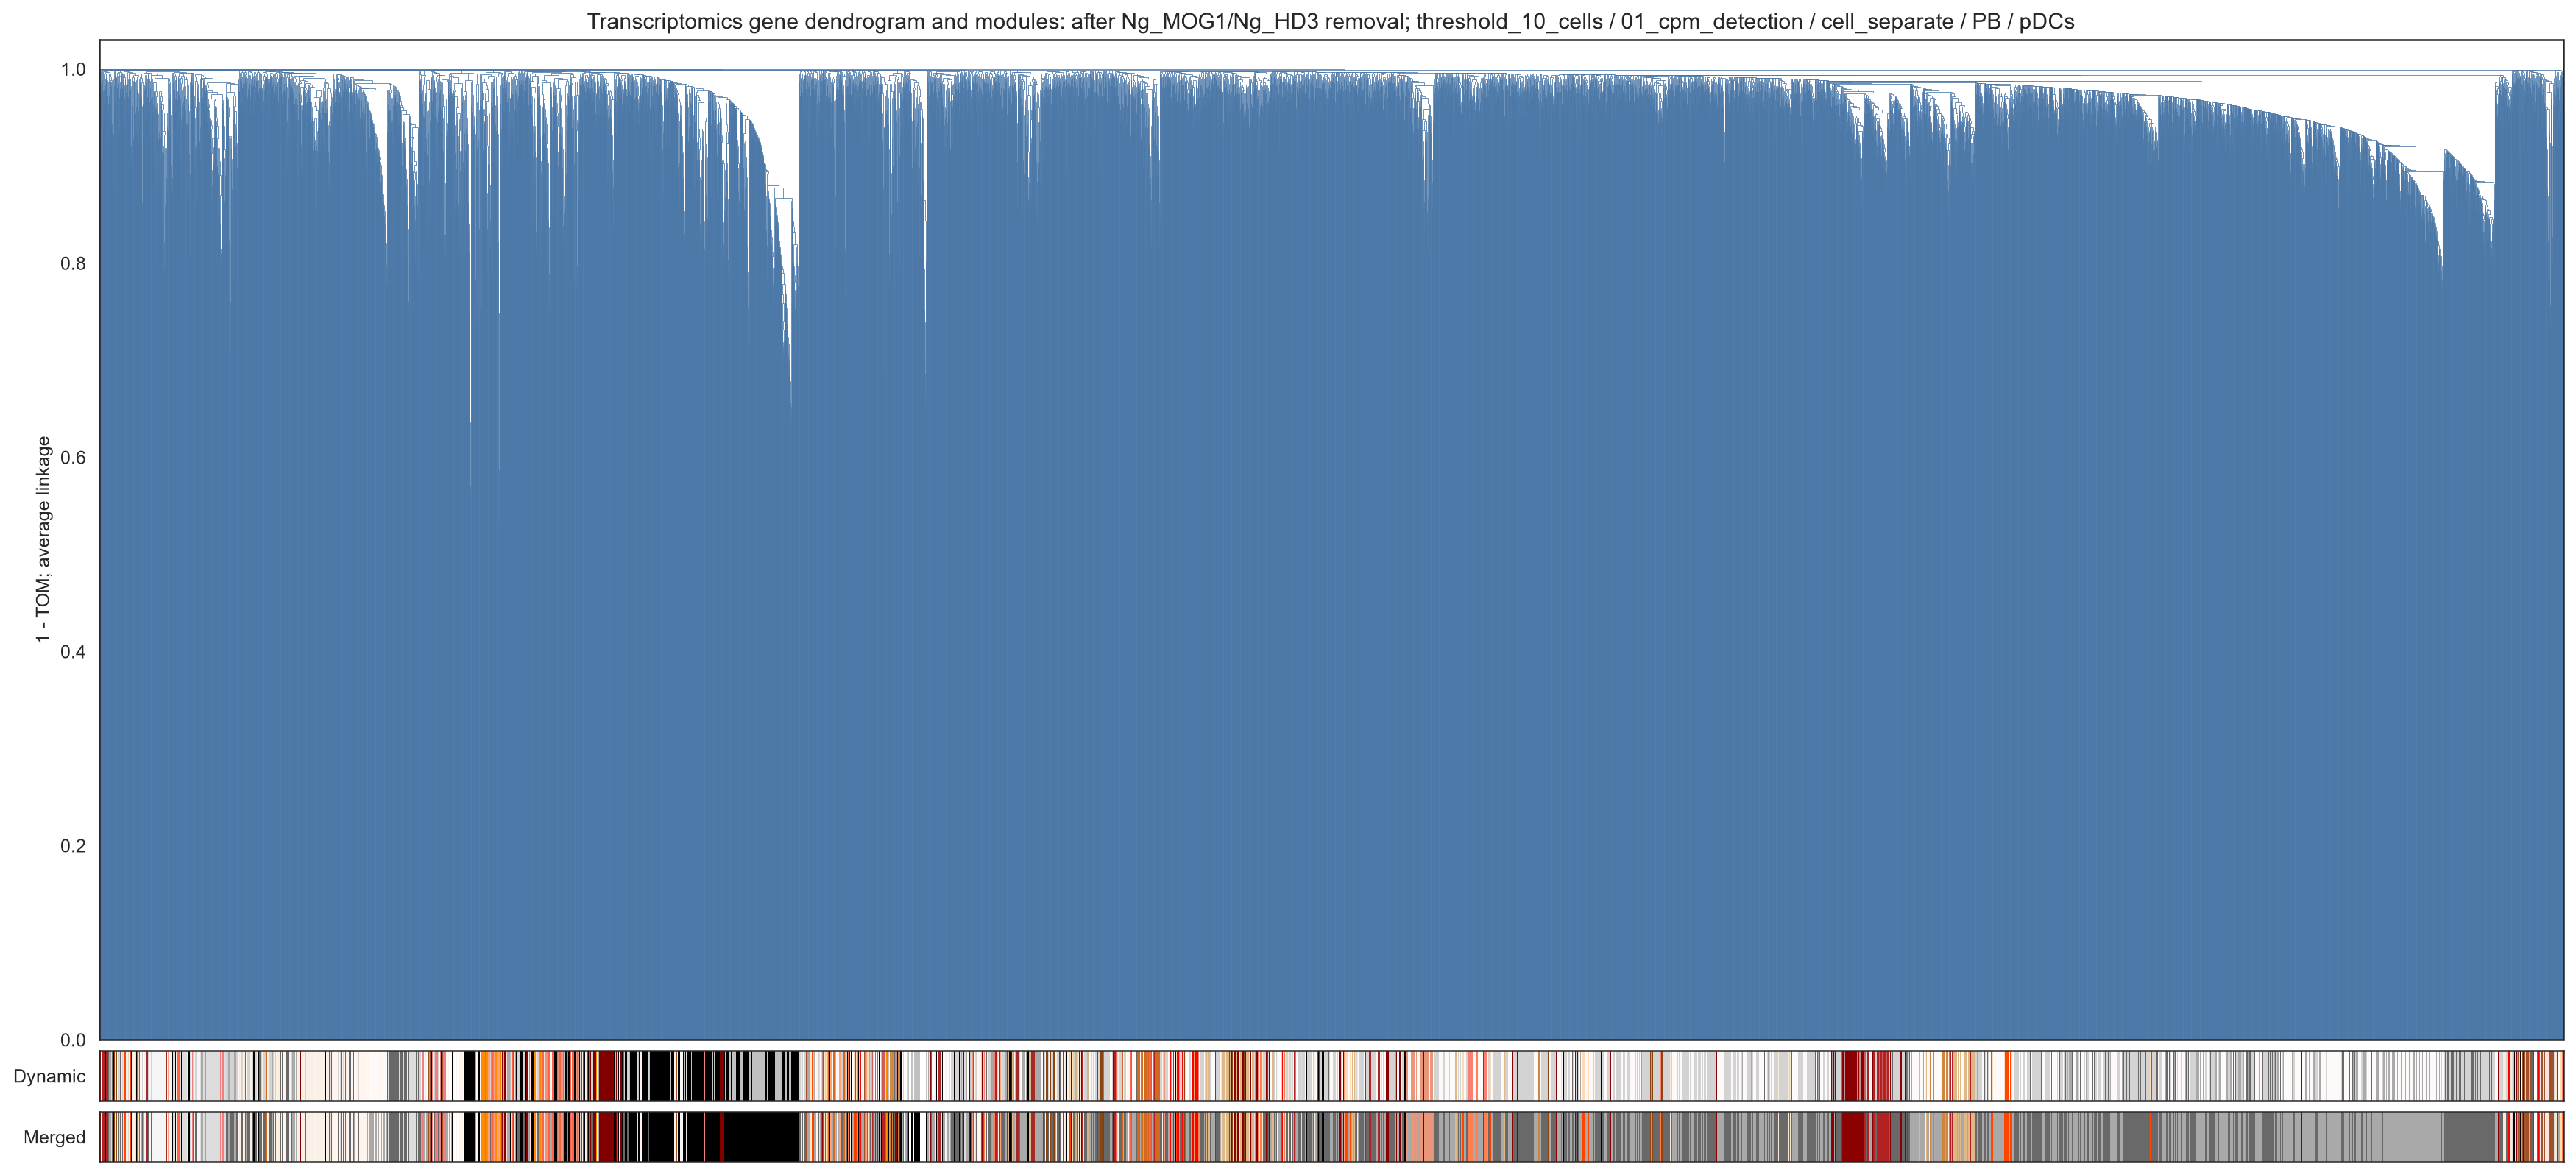 Transcriptomics gene dendrogram and modules: after Ng_MOG1/Ng_HD3 removal; threshold_10_cells / 01_cpm_detection / cell_separate / PB / pDCs
1.0
0.8
0.6
0.4
0.2
0.0
1 - TOM; average linkage
Dynamic
Merged